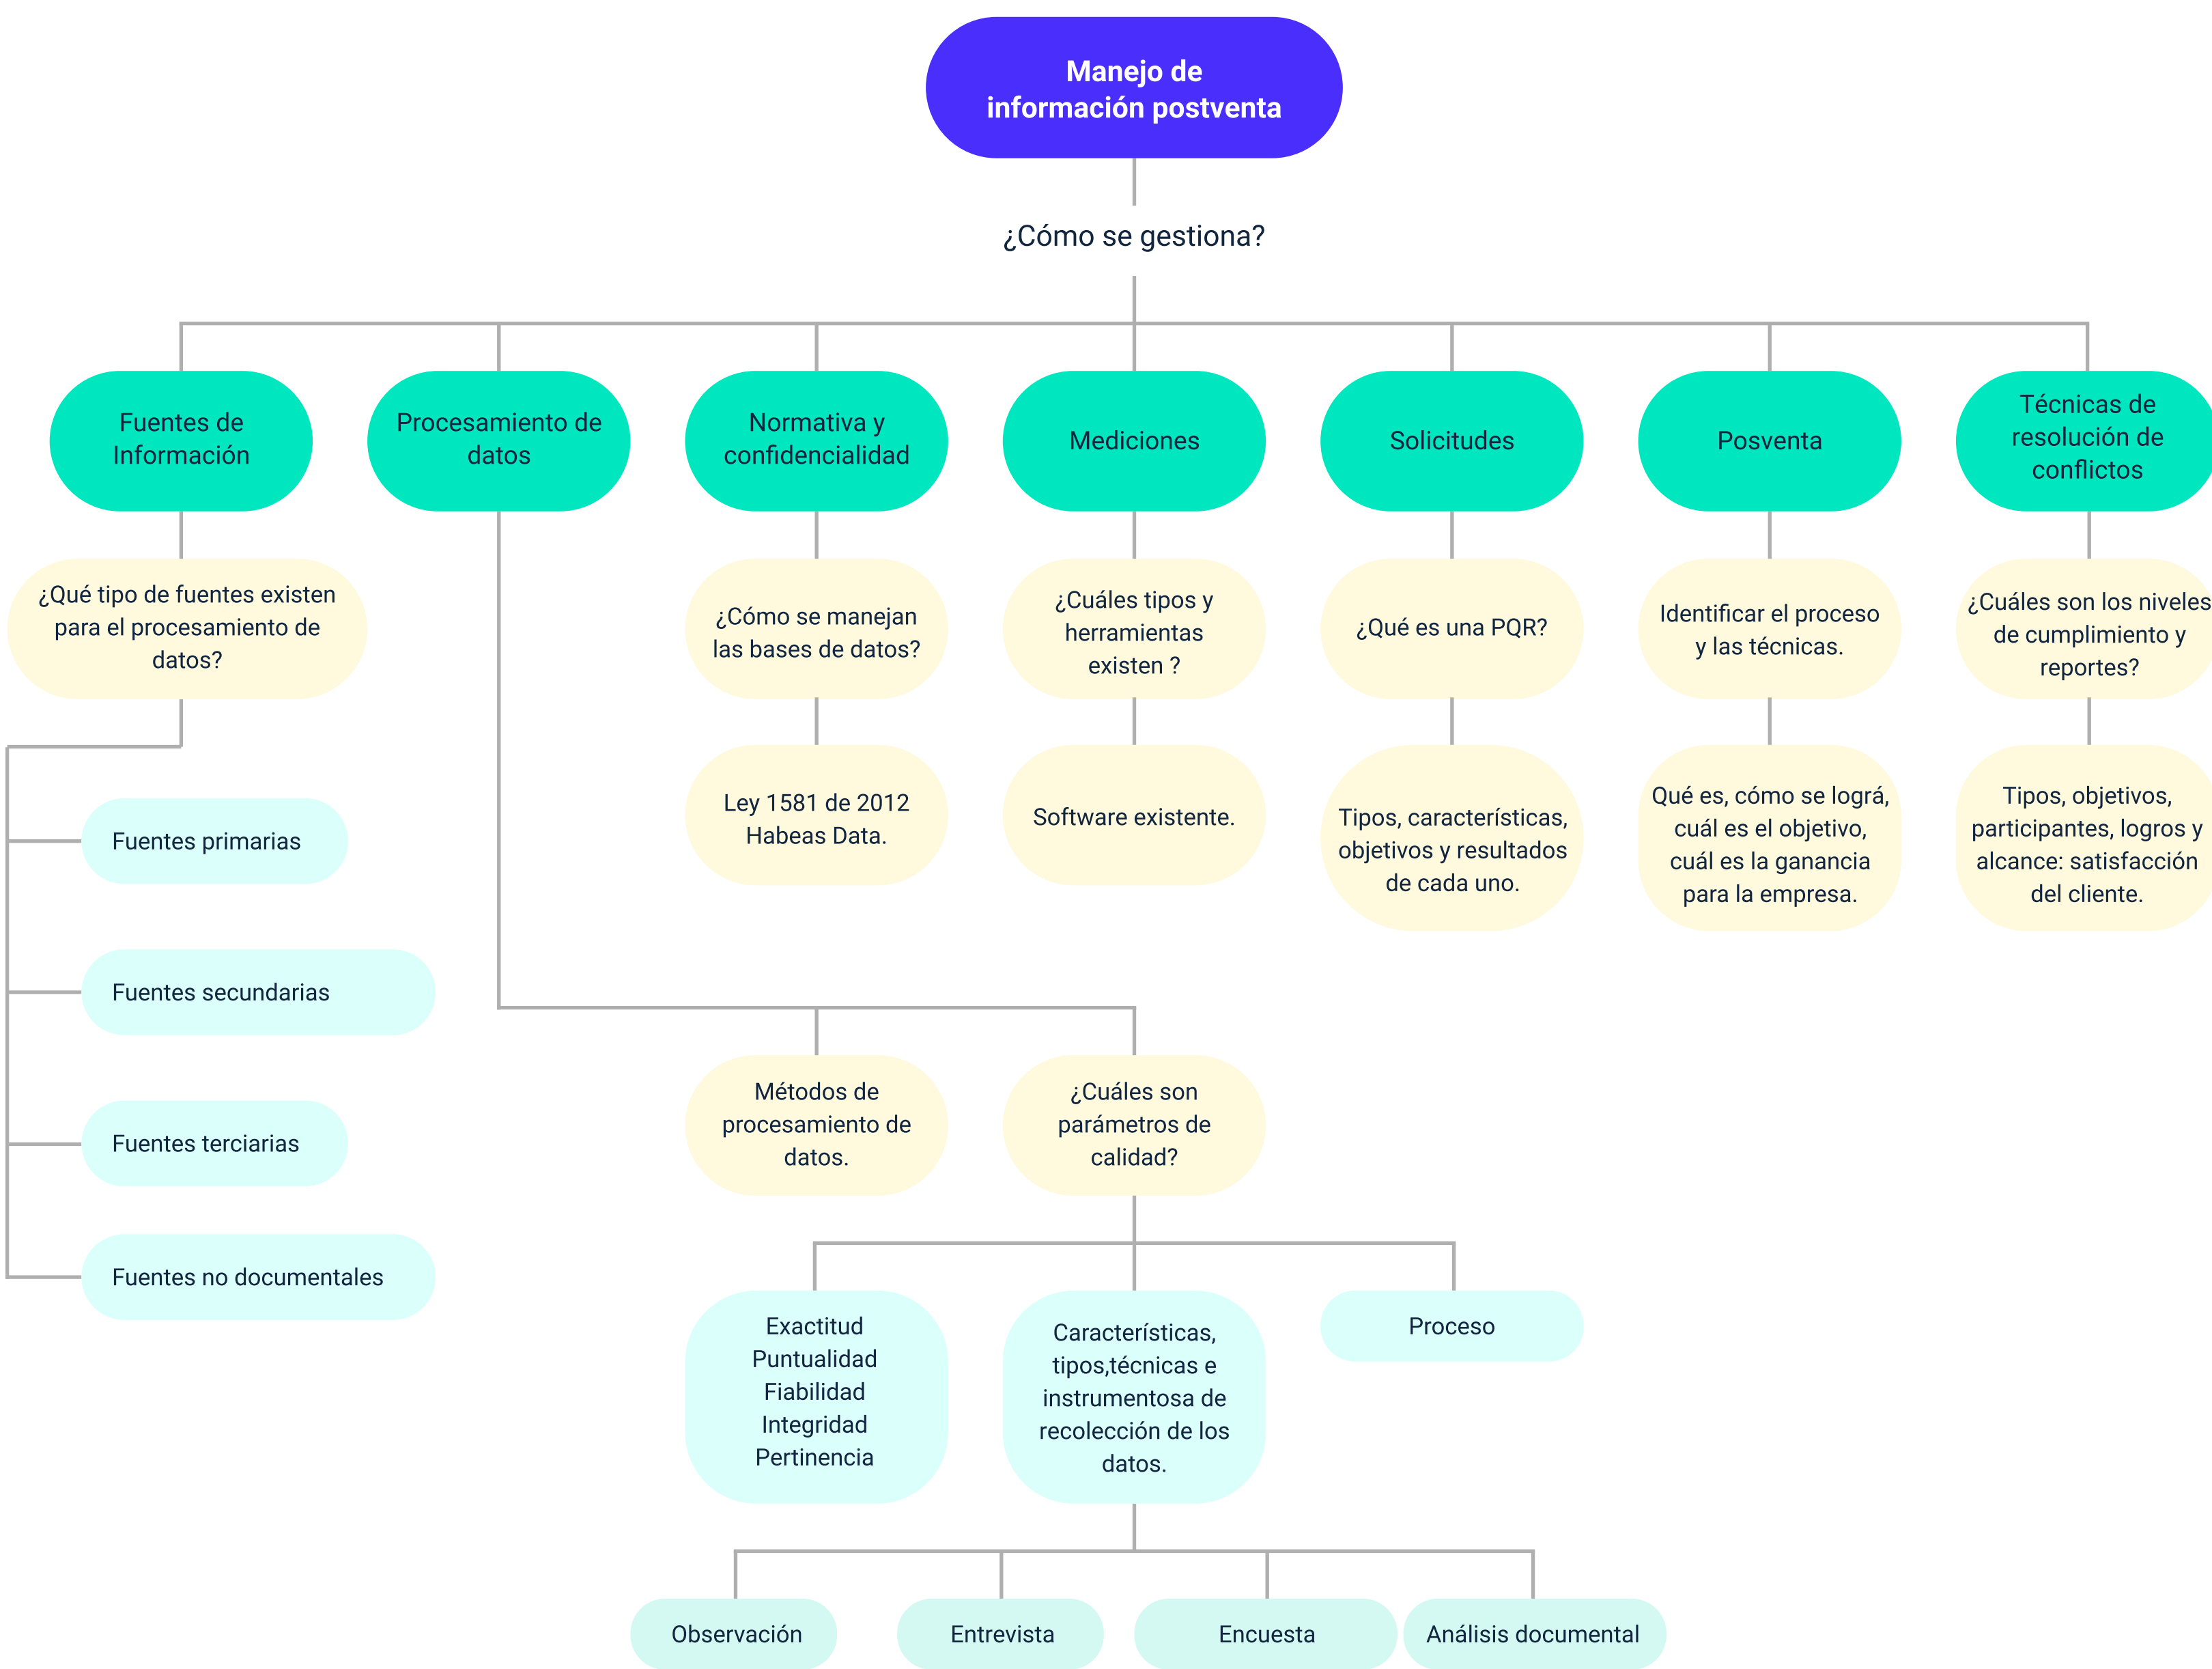 Manejo de
información postventa
¿Cómo se gestiona?
Fuentes de
Información
Procesamiento de
datos
Normativa y
confidencialidad
Mediciones
Solicitudes
Posventa
Técnicas de
resolución de
conflictos
¿Qué tipo de fuentes existen
para el procesamiento de
datos?
¿Cómo se manejan
las bases de datos?
¿Cuáles tipos y
herramientas
existen ?
¿Qué es una PQR?
Identificar el proceso
y las técnicas.
¿Cuáles son los niveles
de cumplimiento y
reportes?
Ley 1581 de 2012
Habeas Data.
Software existente.
Tipos, características,
objetivos y resultados
de cada uno.
Qué es, cómo se lográ,
cuál es el objetivo,
cuál es la ganancia
para la empresa.
Tipos, objetivos,
participantes, logros y
alcance: satisfacción
del cliente.
Fuentes primarias
Fuentes secundarias
Fuentes terciarias
Fuentes no documentales
Métodos de
procesamiento de
datos.
¿Cuáles son
parámetros de
calidad?
Exactitud
Puntualidad
Fiabilidad
Integridad
Pertinencia
Características,
tipos,técnicas e
instrumentosa de
recolección de los
datos.
Proceso
Observación
Entrevista
Encuesta
Análisis documental